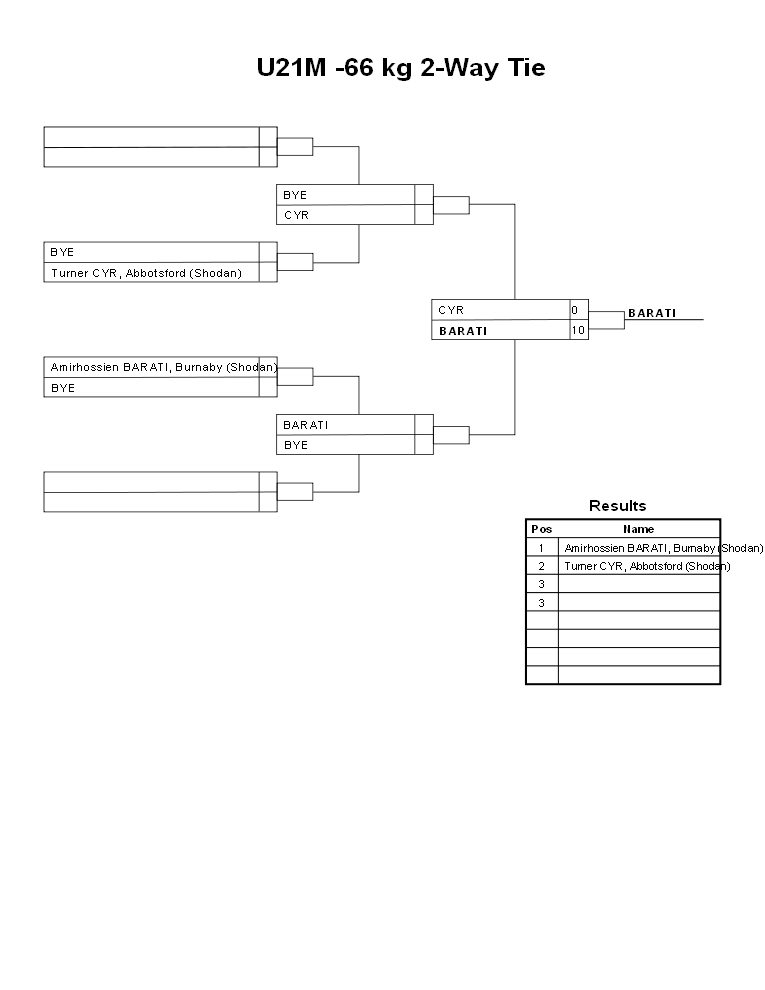 U21M -66 kg 2-Way Tie
BYE
CYR
BYE
Turner CYR, Abbotsford (Shodan)
CYR 0
BARATI 10
BARATI
Amirhossien BARATI, Burnaby (Shodan)
BYE
BARATI
BYE
Results
Pos Name
1 Amirhossien BARATI, Burnaby (Shodan)
2 Turner CYR, Abbotsford (Shodan)
3
3